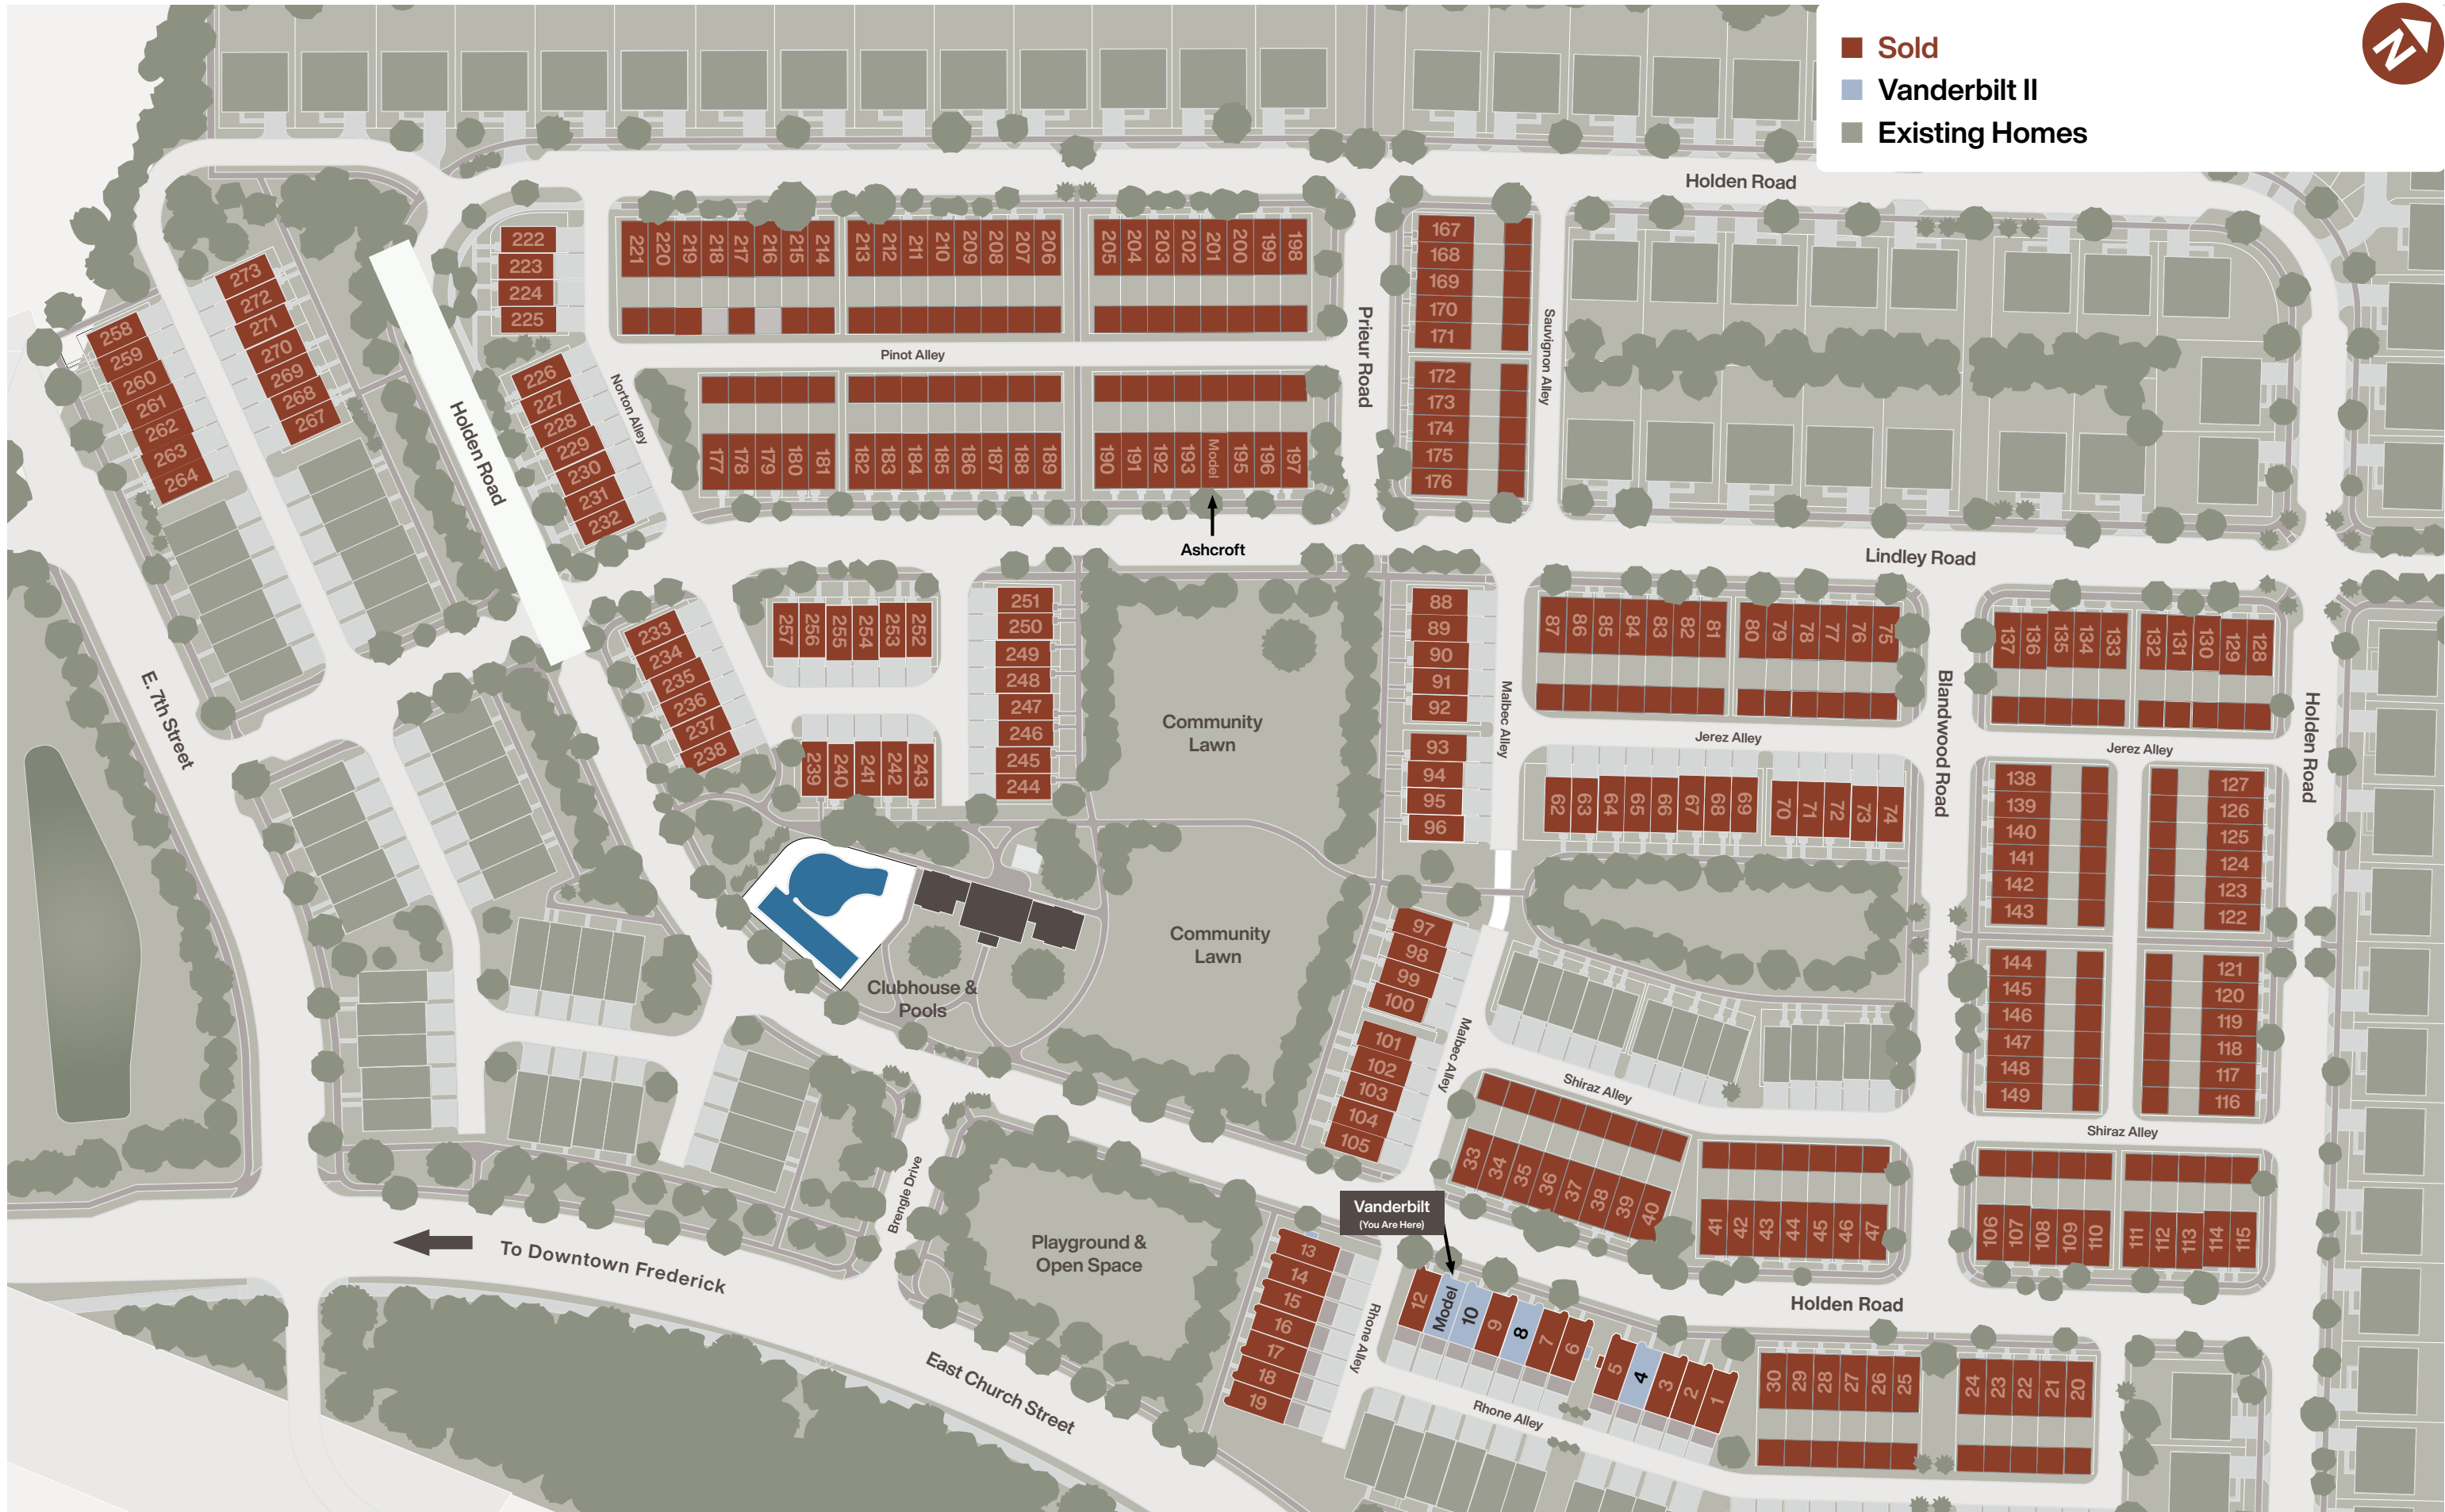 Sold
Vanderbilt II
Existing Homes
N
Holden Road
222
223
224
225
221 220 219 218 217 216 215 214
213 212 211 210 209 208 207 206
205 204 203 202 201 200 199 198
167
168
169
170
171
172
173
174
175
176
Prieur Road
Sauvignon Alley
Pinot Alley
273
272
271
270
269
268
267
258
259
260
261
262
263
264
Holden Road
226
227
228
229
230
231
232
Norton Alley
177 178 179 180 181
182 183 184 185 186 187 188 189
190 191 192 193 Model 195 196 197
Ashcroft
Lindley Road
E. 7th Street
233
234
235
236
237
238
257 256 255 254 253 252
239 240 241 242 243
251
250
249
248
247
246
245
244
Community
Lawn
88
89
90
91
92
93
94
95
96
Malbec Alley
87 86 85 84 83 82 81
80 79 78 77 76 75
Jerez Alley
62 63 64 65 66 67 68 69
70 71 72 73 74
Blandwood Road
137 136 135 134 133
132 131 130 129 128
Jerez Alley
Holden Road
138
139
140
141
142
143
127
126
125
124
123
122
144
145
146
147
148
149
121
120
119
118
117
116
Shiraz Alley
Clubhouse &
Pools
Community
Lawn
97
98
99
100
101
102
103
104
105
Malbec Alley
Shiraz Alley
33 34 35 36 37 38 39 40
41 42 43 44 45 46 47
106 107 108 109 110
111 112 113 114 115
Holden Road
Brengle Drive
To Downtown Frederick
Playground &
Open Space
East Church Street
Vanderbilt
(You Are Here)
13
14
15
16
17
18
19
Rhone Alley
12 Model 10 9 8 7 6
5 4 3 2 1
Rhone Alley
30 29 28 27 26 25
24 23 22 21 20